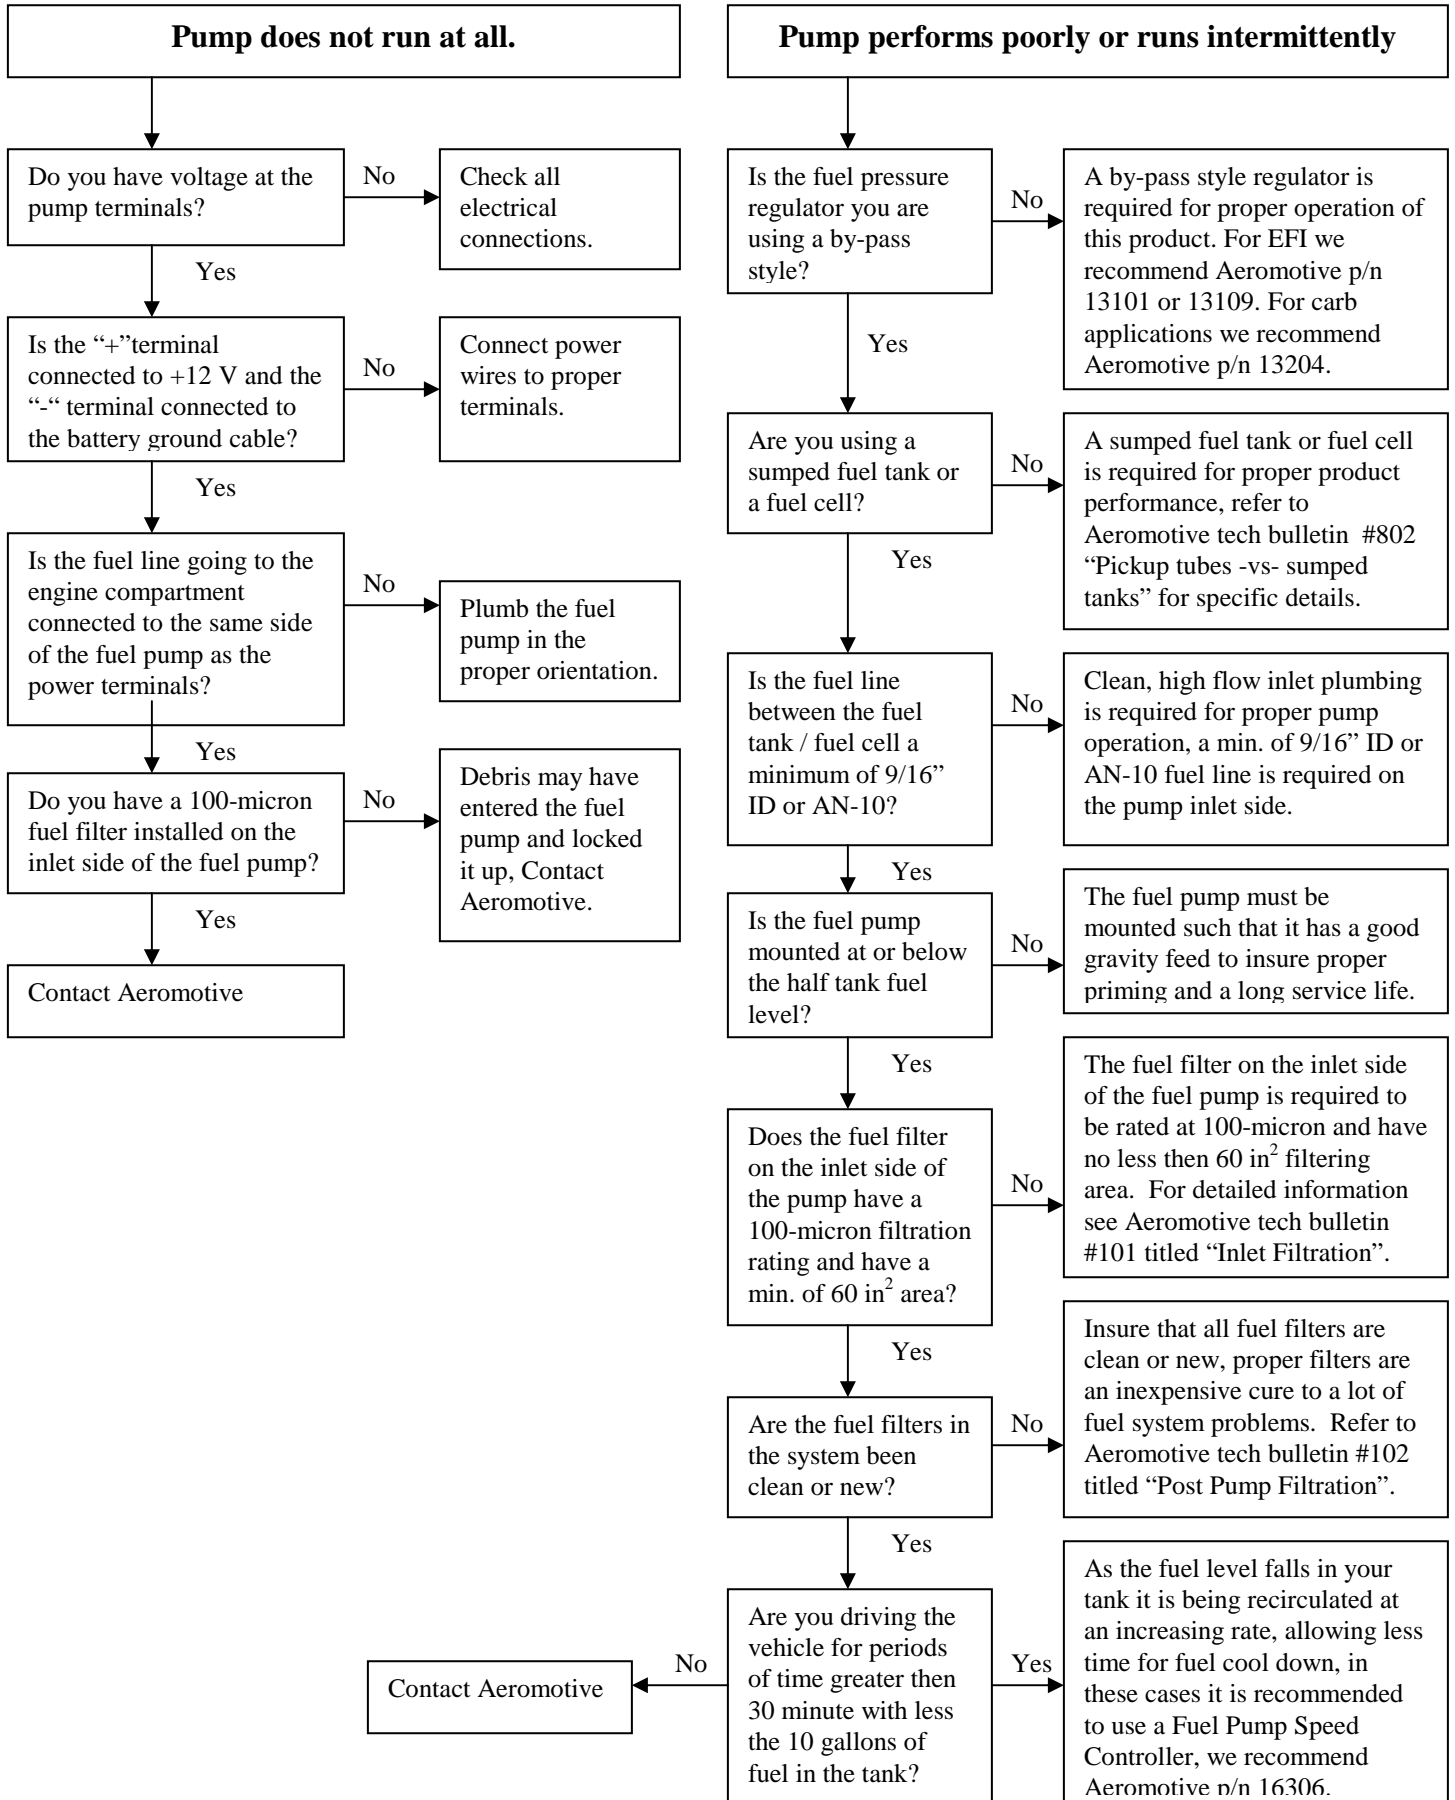 Pump does not run at all.
Do you have voltage at the
pump terminals?
No
Check all
electrical
connections.
Yes
Is the “+”terminal
connected to +12 V and the
“-“ terminal connected to
the battery ground cable?
No
Connect power
wires to proper
terminals.
Yes
Is the fuel line going to the
engine compartment
connected to the same side
of the fuel pump as the
power terminals?
No
Plumb the fuel
pump in the
proper orientation.
Yes
Do you have a 100-micron
fuel filter installed on the
inlet side of the fuel pump?
No
Debris may have
entered the fuel
pump and locked
it up, Contact
Aeromotive.
Yes
Contact Aeromotive
Pump performs poorly or runs intermittently
Is the fuel pressure
regulator you are
using a by-pass
style?
No
A by-pass style regulator is
required for proper operation of
this product. For EFI we
recommend Aeromotive p/n
13101 or 13109. For carb
applications we recommend
Aeromotive p/n 13204.
Yes
Are you using a
sumped fuel tank or
a fuel cell?
No
A sumped fuel tank or fuel cell
is required for proper product
performance, refer to
Aeromotive tech bulletin  #802
“Pickup tubes -vs- sumped
tanks” for specific details.
Yes
Is the fuel line
between the fuel
tank / fuel cell a
minimum of 9/16”
ID or AN-10?
No
Clean, high flow inlet plumbing
is required for proper pump
operation, a min. of 9/16” ID or
AN-10 fuel line is required on
the pump inlet side.
Yes
Is the fuel pump
mounted at or below
the half tank fuel
level?
No
The fuel pump must be
mounted such that it has a good
gravity feed to insure proper
priming and a long service life.
Yes
Does the fuel filter
on the inlet side of
the pump have a
100-micron filtration
rating and have a
min. of 60 in² area?
No
The fuel filter on the inlet side
of the fuel pump is required to
be rated at 100-micron and have
no less then 60 in² filtering
area.  For detailed information
see Aeromotive tech bulletin
#101 titled “Inlet Filtration”.
Yes
Are the fuel filters in
the system been
clean or new?
No
Insure that all fuel filters are
clean or new, proper filters are
an inexpensive cure to a lot of
fuel system problems.  Refer to
Aeromotive tech bulletin #102
titled “Post Pump Filtration”.
Yes
Are you driving the
vehicle for periods
of time greater then
30 minute with less
the 10 gallons of
fuel in the tank?
No
Contact Aeromotive
Yes
As the fuel level falls in your
tank it is being recirculated at
an increasing rate, allowing less
time for fuel cool down, in
these cases it is recommended
to use a Fuel Pump Speed
Controller, we recommend
Aeromotive p/n 16306.